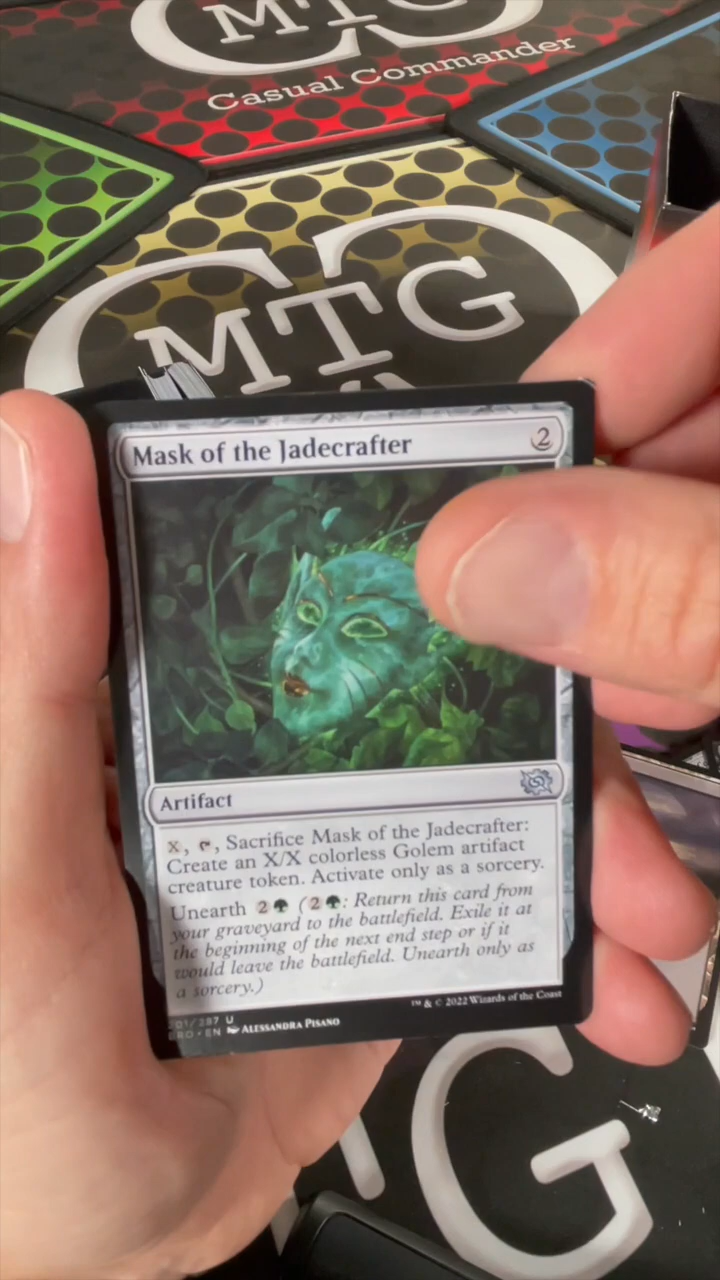 MTG
Casual Commander
MTG
Mask of the Jadecrafter 2
Artifact
X, T, Sacrifice Mask of the Jadecrafter:
Create an X/X colorless Golem artifact
creature token. Activate only as a sorcery.
Unearth 2 (2: Return this card from
your graveyard to the battlefield. Exile it at
the beginning of the next end step or if it
would leave the battlefield. Unearth only as
a sorcery.)
™ & © 2022 Wizards of the Coast
/287 U
BRO • EN ALESSANDRA PISANO
G